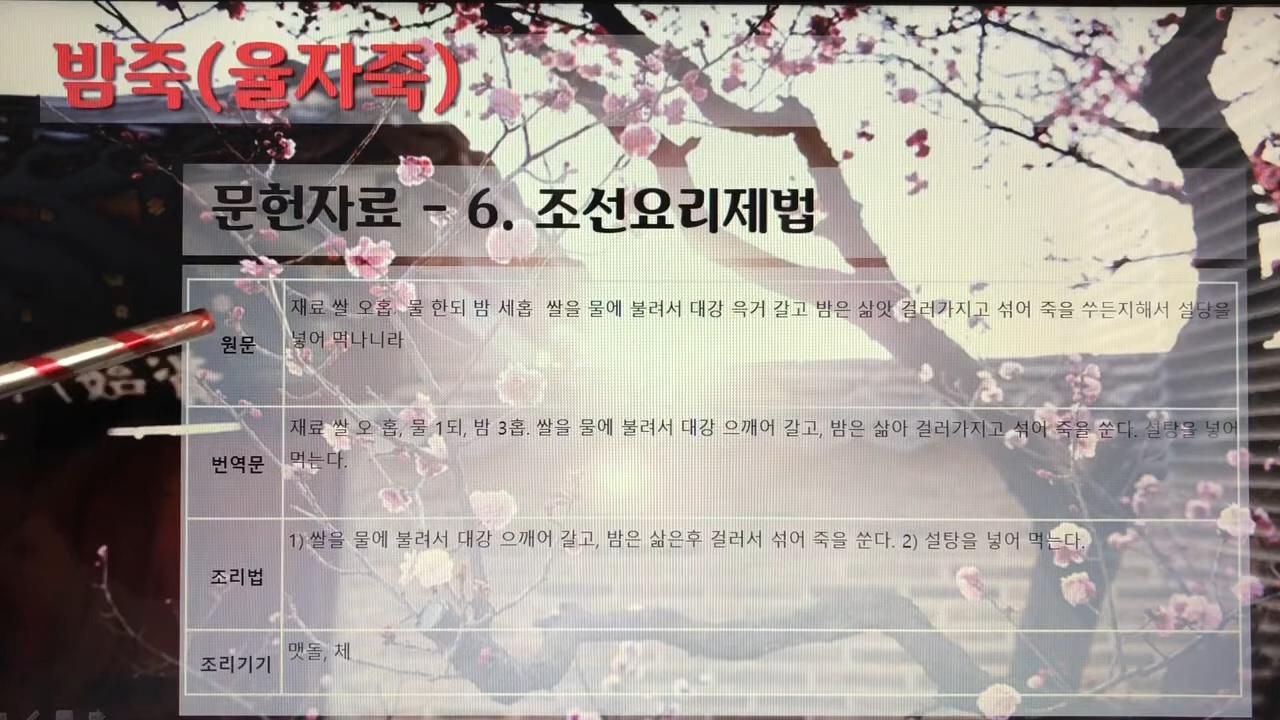 밤죽(율자죽)
문헌자료 - 6. 조선요리제법
원문
재료 쌀 오홉, 물 한되 밤 세홉 쌀을 물에 불려서 대강 윽거 갈고 밤은 삶앗 걸러가지고 섞어 죽을 쑤든지해서 설당을
넣어 먹나니라
번역문
재료 쌀 오 홉, 물 1되, 밤 3홉. 쌀을 물에 불려서 대강 으깨어 갈고, 밤은 삶아 걸러가지고 섞어 죽을 쑨다. 설탕을 넣어
먹는다.
조리법
1) 쌀을 물에 불려서 대강 으깨어 갈고, 밤은 삶은후 걸러서 섞어 죽을 쑨다. 2) 설탕을 넣어 먹는다.
조리기기
맷돌, 체